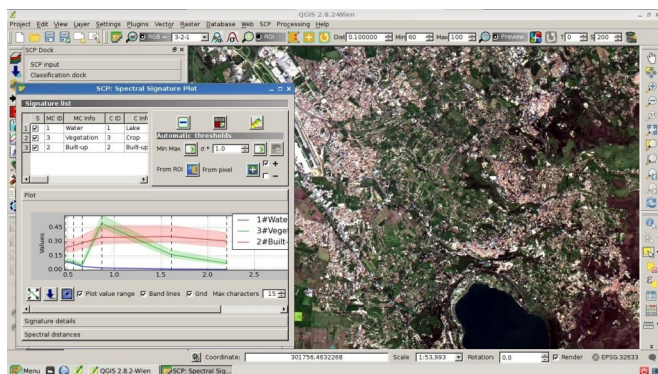 QGIS 2.8.2-Wien
Project Edit View Layer Settings Plugins Vector Raster Database Web SCP Processing Help
RGB = 3-2-1 ROI Dist 0.100000 Min 60 Max 100 Preview T 0 S 200
SCP Dock
SCP input
Classification dock
SCP: Spectral Signature Plot
Signature list
S MC ID MC Info C ID C Inf
1 1 Water 1 Lake
2 3 Vegetation 3 Crop
3 2 Built-up 2 Built-up
Automatic thresholds
Min Max σ * 1.0
From ROI From pixel + −
Plot
Values
0.45
0.30
0.15
0.00
0.5 1.0 1.5 2.0 2.5
1#Wate
3#Veget
2#Built-
Plot value range Band lines Grid Max characters 15
Signature details
Spectral distances
Coordinate: 301756,4632268 Scale 1:53,993 Rotation: 0.0 Render EPSG:32633
Menu QGIS 2.8.2-Wien SCP: Spectral Sig...